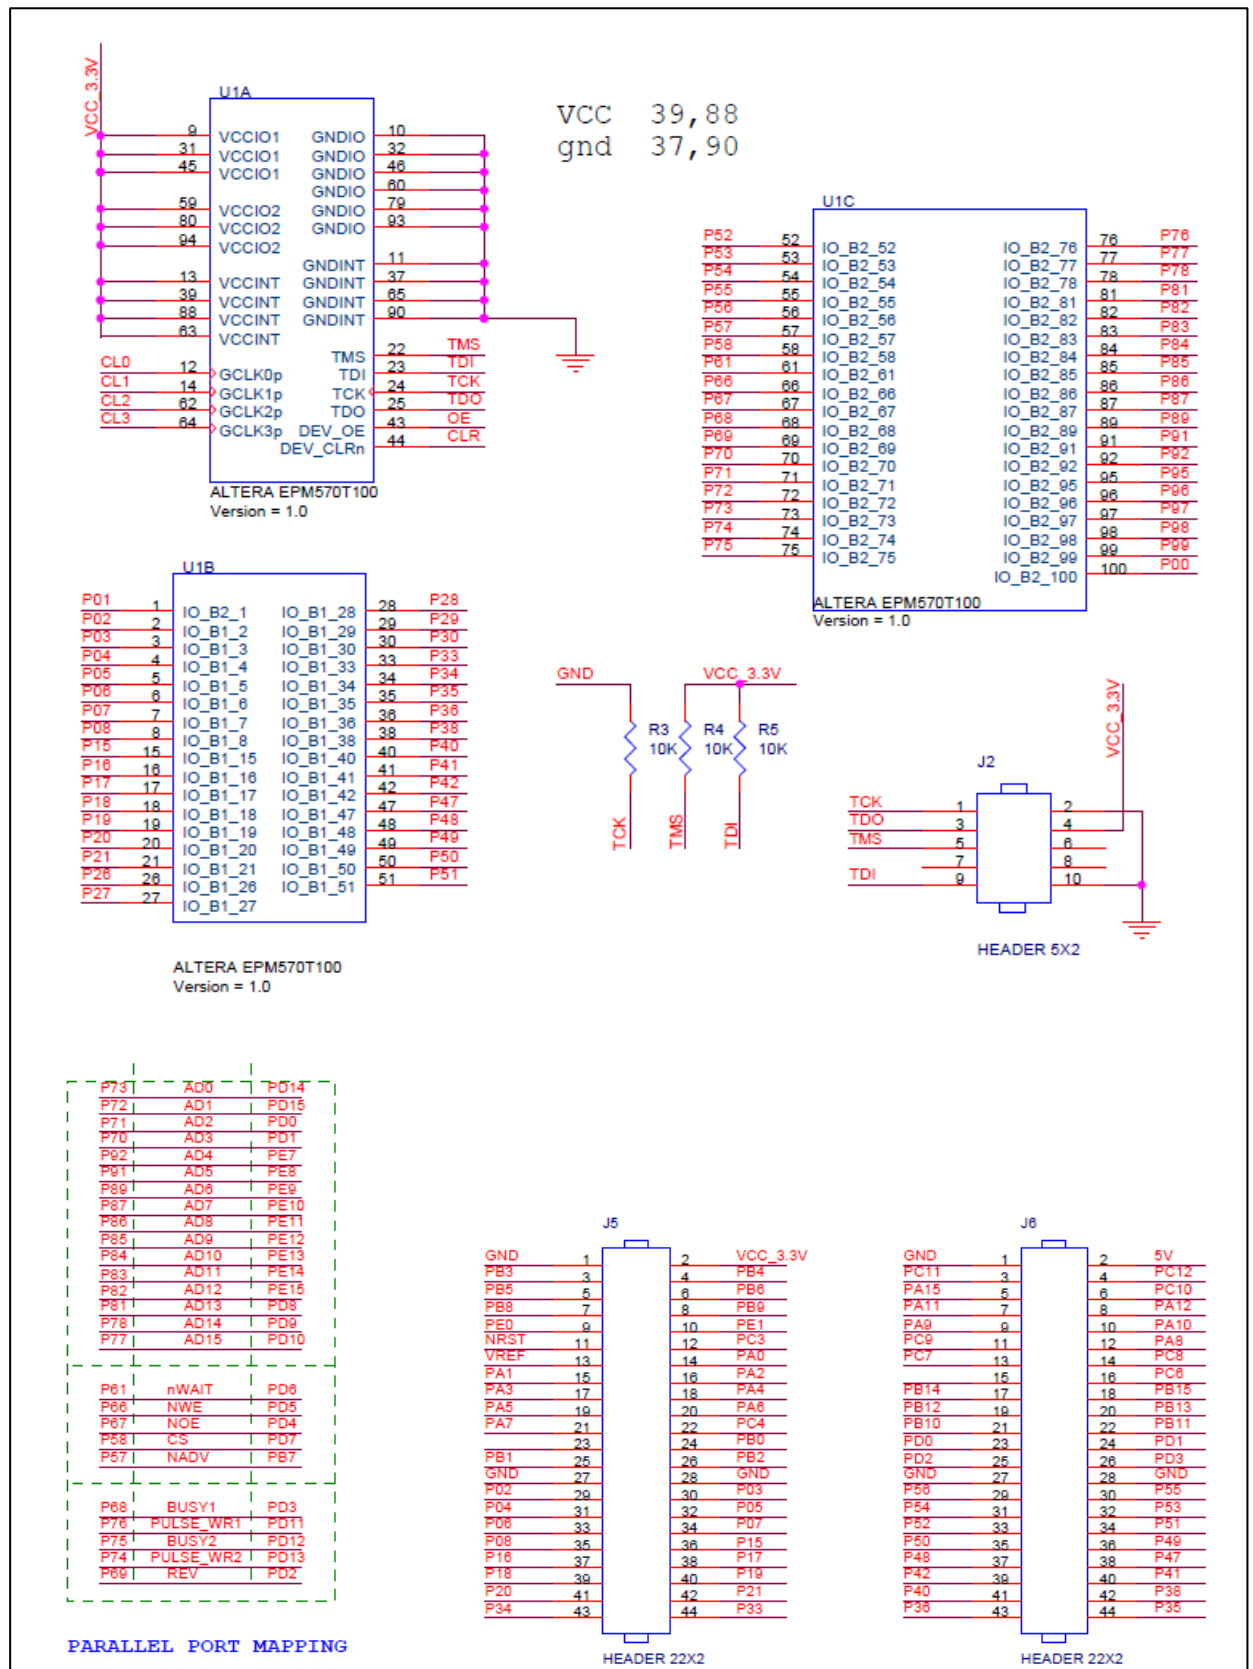 VCC_3.3V
U1A
9 VCCIO1 GNDIO 10
31 VCCIO1 GNDIO 32
45 VCCIO1 GNDIO 46
GNDIO 60
59 VCCIO2 GNDIO 79
80 VCCIO2 GNDIO 93
94 VCCIO2
GNDINT 11
13 VCCINT GNDINT 37
39 VCCINT GNDINT 65
88 VCCINT GNDINT 90
63 VCCINT
TMS 22 TMS
CL0 12 GCLK0p TDI 23 TDI
CL1 14 GCLK1p TCK 24 TCK
CL2 62 GCLK2p TDO 25 TDO
CL3 64 GCLK3p DEV_OE 43 OE
DEV_CLRn 44 CLR
ALTERA EPM570T100
Version = 1.0
VCC 39,88
gnd 37,90
U1C
P52 52 IO_B2_52 IO_B2_76 76 P76
P53 53 IO_B2_53 IO_B2_77 77 P77
P54 54 IO_B2_54 IO_B2_78 78 P78
P55 55 IO_B2_55 IO_B2_81 81 P81
P56 56 IO_B2_56 IO_B2_82 82 P82
P57 57 IO_B2_57 IO_B2_83 83 P83
P58 58 IO_B2_58 IO_B2_84 84 P84
P61 61 IO_B2_61 IO_B2_85 85 P85
P66 66 IO_B2_66 IO_B2_86 86 P86
P67 67 IO_B2_67 IO_B2_87 87 P87
P68 68 IO_B2_68 IO_B2_89 89 P89
P69 69 IO_B2_69 IO_B2_91 91 P91
P70 70 IO_B2_70 IO_B2_92 92 P92
P71 71 IO_B2_71 IO_B2_95 95 P95
P72 72 IO_B2_72 IO_B2_96 96 P96
P73 73 IO_B2_73 IO_B2_97 97 P97
P74 74 IO_B2_74 IO_B2_98 98 P98
P75 75 IO_B2_75 IO_B2_99 99 P99
IO_B2_100 100 P00
ALTERA EPM570T100
Version = 1.0
U1B
P01 1 IO_B2_1 IO_B1_28 28 P28
P02 2 IO_B1_2 IO_B1_29 29 P29
P03 3 IO_B1_3 IO_B1_30 30 P30
P04 4 IO_B1_4 IO_B1_33 33 P33
P05 5 IO_B1_5 IO_B1_34 34 P34
P06 6 IO_B1_6 IO_B1_35 35 P35
P07 7 IO_B1_7 IO_B1_36 36 P36
P08 8 IO_B1_8 IO_B1_38 38 P38
P15 15 IO_B1_15 IO_B1_40 40 P40
P16 16 IO_B1_16 IO_B1_41 41 P41
P17 17 IO_B1_17 IO_B1_42 42 P42
P18 18 IO_B1_18 IO_B1_47 47 P47
P19 19 IO_B1_19 IO_B1_48 48 P48
P20 20 IO_B1_20 IO_B1_49 49 P49
P21 21 IO_B1_21 IO_B1_50 50 P50
P26 26 IO_B1_26 IO_B1_51 51 P51
P27 27 IO_B1_27
ALTERA EPM570T100
Version = 1.0
GND VCC_3.3V
R3 R4 R5
10K 10K 10K
TCK TMS TDI
VCC_3.3V
J2
TCK 1 2
TDO 3 4
TMS 5 6
7 8
TDI 9 10
HEADER 5X2
P73 AD0 PD14
P72 AD1 PD15
P71 AD2 PD0
P70 AD3 PD1
P92 AD4 PE7
P91 AD5 PE8
P89 AD6 PE9
P87 AD7 PE10
P86 AD8 PE11
P85 AD9 PE12
P84 AD10 PE13
P83 AD11 PE14
P82 AD12 PE15
P81 AD13 PD8
P78 AD14 PD9
P77 AD15 PD10
P61 nWAIT PD6
P66 NWE PD5
P67 NOE PD4
P58 CS PD7
P57 NADV PB7
P68 BUSY1 PD3
P76 PULSE_WR1 PD11
P75 BUSY2 PD12
P74 PULSE_WR2 PD13
P69 REV PD2
PARALLEL PORT MAPPING
J5
GND 1 2 VCC_3.3V
PB3 3 4 PB4
PB5 5 6 PB6
PB8 7 8 PB9
PE0 9 10 PE1
NRST 11 12 PC3
VREF 13 14 PA0
PA1 15 16 PA2
PA3 17 18 PA4
PA5 19 20 PA6
PA7 21 22 PC4
23 24 PB0
PB1 25 26 PB2
GND 27 28 GND
P02 29 30 P03
P04 31 32 P05
P06 33 34 P07
P08 35 36 P15
P16 37 38 P17
P18 39 40 P19
P20 41 42 P21
P34 43 44 P33
HEADER 22X2
J6
GND 1 2 5V
PC11 3 4 PC12
PA15 5 6 PC10
PA11 7 8 PA12
PA9 9 10 PA10
PC9 11 12 PA8
PC7 13 14 PC8
15 16 PC6
PB14 17 18 PB15
PB12 19 20 PB13
PB10 21 22 PB11
PD0 23 24 PD1
PD2 25 26 PD3
GND 27 28 GND
P56 29 30 P55
P54 31 32 P53
P52 33 34 P51
P50 35 36 P49
P48 37 38 P47
P42 39 40 P41
P40 41 42 P38
P36 43 44 P35
HEADER 22X2